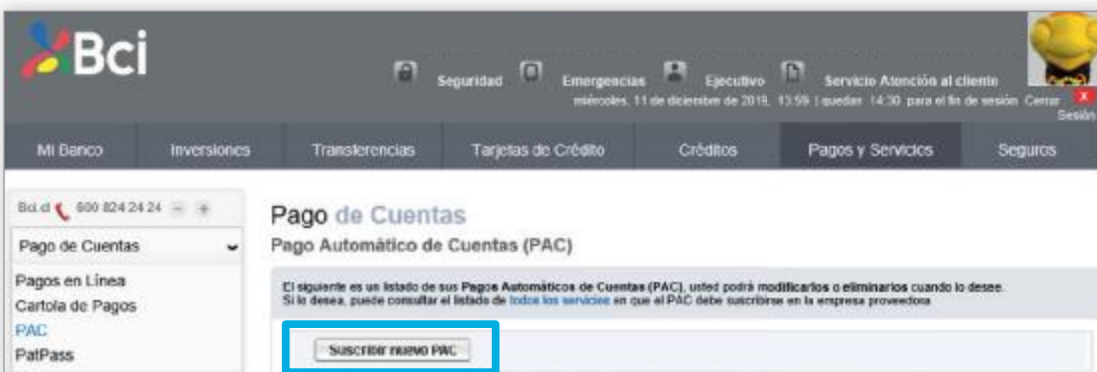 Bci
Seguridad Emergencias Ejecutivo Servicio Atención al cliente
miércoles, 11 de diciembre de 2019, 13:59 | quedan 14:30 para el fin de sesión Cerrar X
Sesión
Mi Banco Inversiones Transferencias Tarjetas de Crédito Créditos Pagos y Servicios Seguros
Bci.cl 600 824 24 24 - +
Pago de Cuentas
Pagos en Línea
Cartola de Pagos
PAC
PatPass
Pago de Cuentas
Pago Automático de Cuentas (PAC)
El siguiente es un listado de sus Pagos Automáticos de Cuentas (PAC), usted podrá modificarlos o eliminarlos cuando lo desee.
Si lo desea, puede consultar el listado de todos los servicios en que el PAC debe suscribirse en la empresa proveedora
Suscribir nuevo PAC